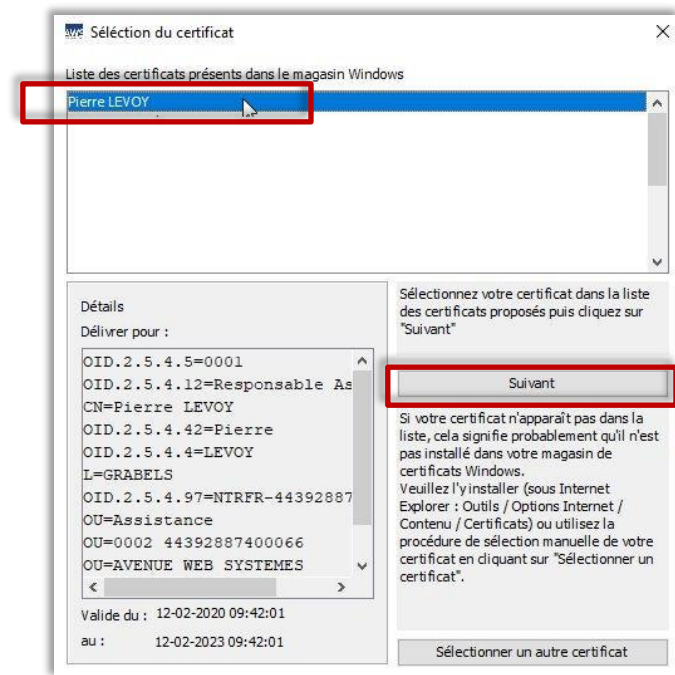 AWS Séléction du certificat
Liste des certificats présents dans le magasin Windows
Pierre LEVOY
Détails
Délivrer pour :
OID.2.5.4.5=0001
OID.2.5.4.12=Responsable As
CN=Pierre LEVOY
OID.2.5.4.42=Pierre
OID.2.5.4.4=LEVOY
L=GRABELS
OID.2.5.4.97=NTRFR-44392887
OU=Assistance
OU=0002 44392887400066
OU=AVENUE WEB SYSTEMES
Valide du : 12-02-2020 09:42:01
au : 12-02-2023 09:42:01
Sélectionnez votre certificat dans la liste
des certificats proposés puis cliquez sur
"Suivant"
Suivant
Si votre certificat n'apparaît pas dans la
liste, cela signifie probablement qu'il n'est
pas installé dans votre magasin de
certificats Windows.
Veuillez l'y installer (sous Internet
Explorer : Outils / Options Internet /
Contenu / Certificats) ou utilisez la
procédure de sélection manuelle de votre
certificat en cliquant sur "Sélectionner un
certificat".
Sélectionner un autre certificat